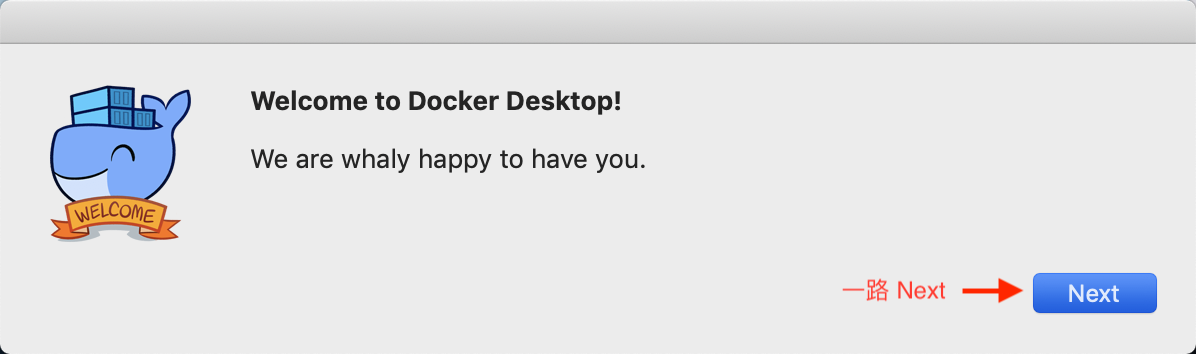 Welcome to Docker Desktop!
We are whaly happy to have you.
WELCOME
一路 Next
Next